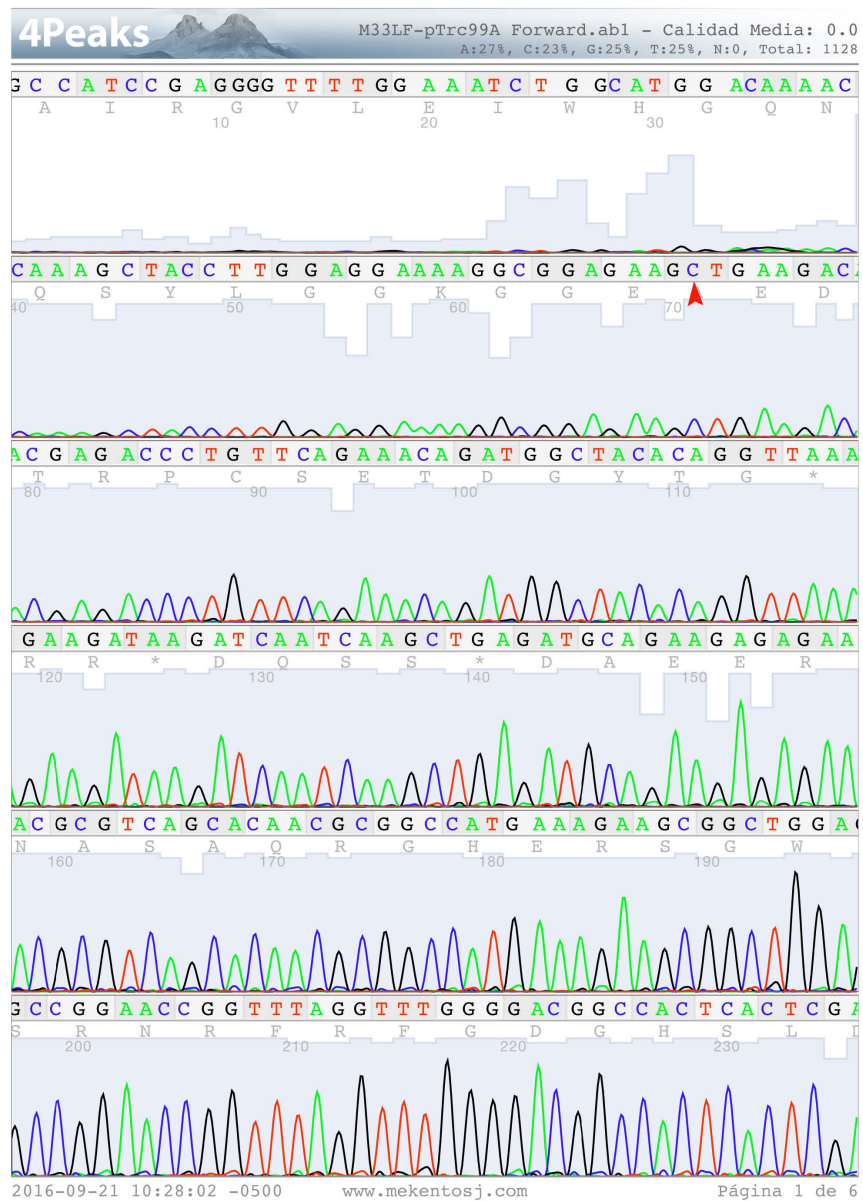 4Peaks
M33LF-pTrc99A Forward.ab1 - Calidad Media: 0.0
A:27%, C:23%, G:25%, T:25%, N:0, Total: 1128
G C C A T C C G A G G G G T T T T G G A A A T C T G G C A T G G A C A A A A C
A I R G V L E I W H G Q N
10 20 30
C A A A G C T A C C T T G G A G G A A A A G G C G G A G A A G C T G A A G A C A
Q S Y L G G K G G E A E D
40 50 60 70
A C G A G A C C C T G T T C A G A A A C A G A T G G C T A C A C A G G T T A A A
T R P C S E T D G Y T G *
80 90 100 110
G A A G A T A A G A T C A A T C A A G C T G A G A T G C A G A A G A G A G A A
R R * D Q S S * D A E E R
120 130 140 150
A C G C G T C A G C A C A A C G C G G C C A T G A A A G A A G C G G C T G G A G
N A S A Q R G H E R S G W
160 170 180 190
G C C G G A A C C G G T T T A G G T T T G G G G A C G G C C A C T C A C T C G A
S R N R F R F G D G H S L
200 210 220 230
2016-09-21 10:28:02 -0500 www.mekentosj.com Página 1 de 6